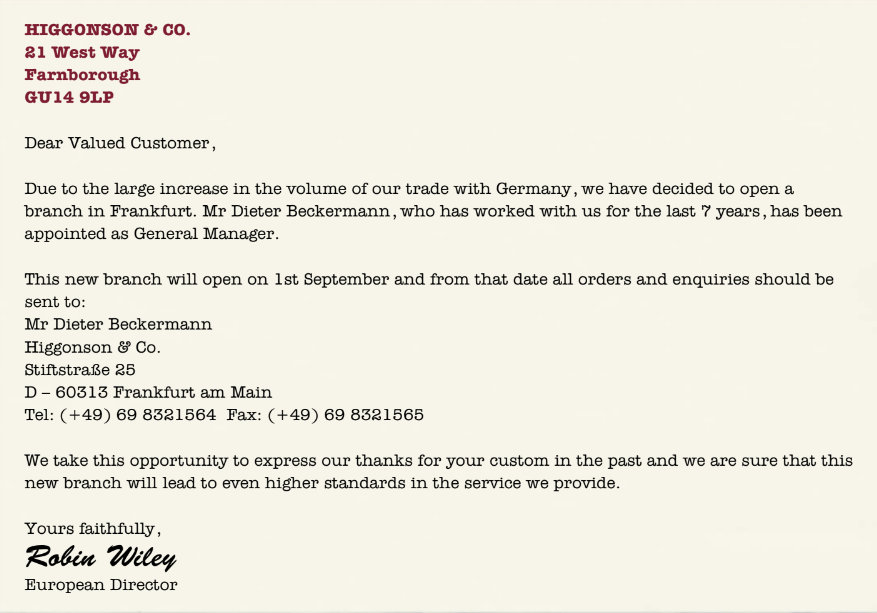 HIGGONSON & CO.
21 West Way
Farnborough
GU14 9LP
Dear Valued Customer,
Due to the large increase in the volume of our trade with Germany, we have decided to open a
branch in Frankfurt. Mr Dieter Beckermann, who has worked with us for the last 7 years, has been
appointed as General Manager.
This new branch will open on 1st September and from that date all orders and enquiries should be
sent to:
Mr Dieter Beckermann
Higgonson & Co.
Stiftstraße 25
D – 60313 Frankfurt am Main
Tel: (+49) 69 8321564 Fax: (+49) 69 8321565
We take this opportunity to express our thanks for your custom in the past and we are sure that this
new branch will lead to even higher standards in the service we provide.
Yours faithfully,
Robin Wiley
European Director